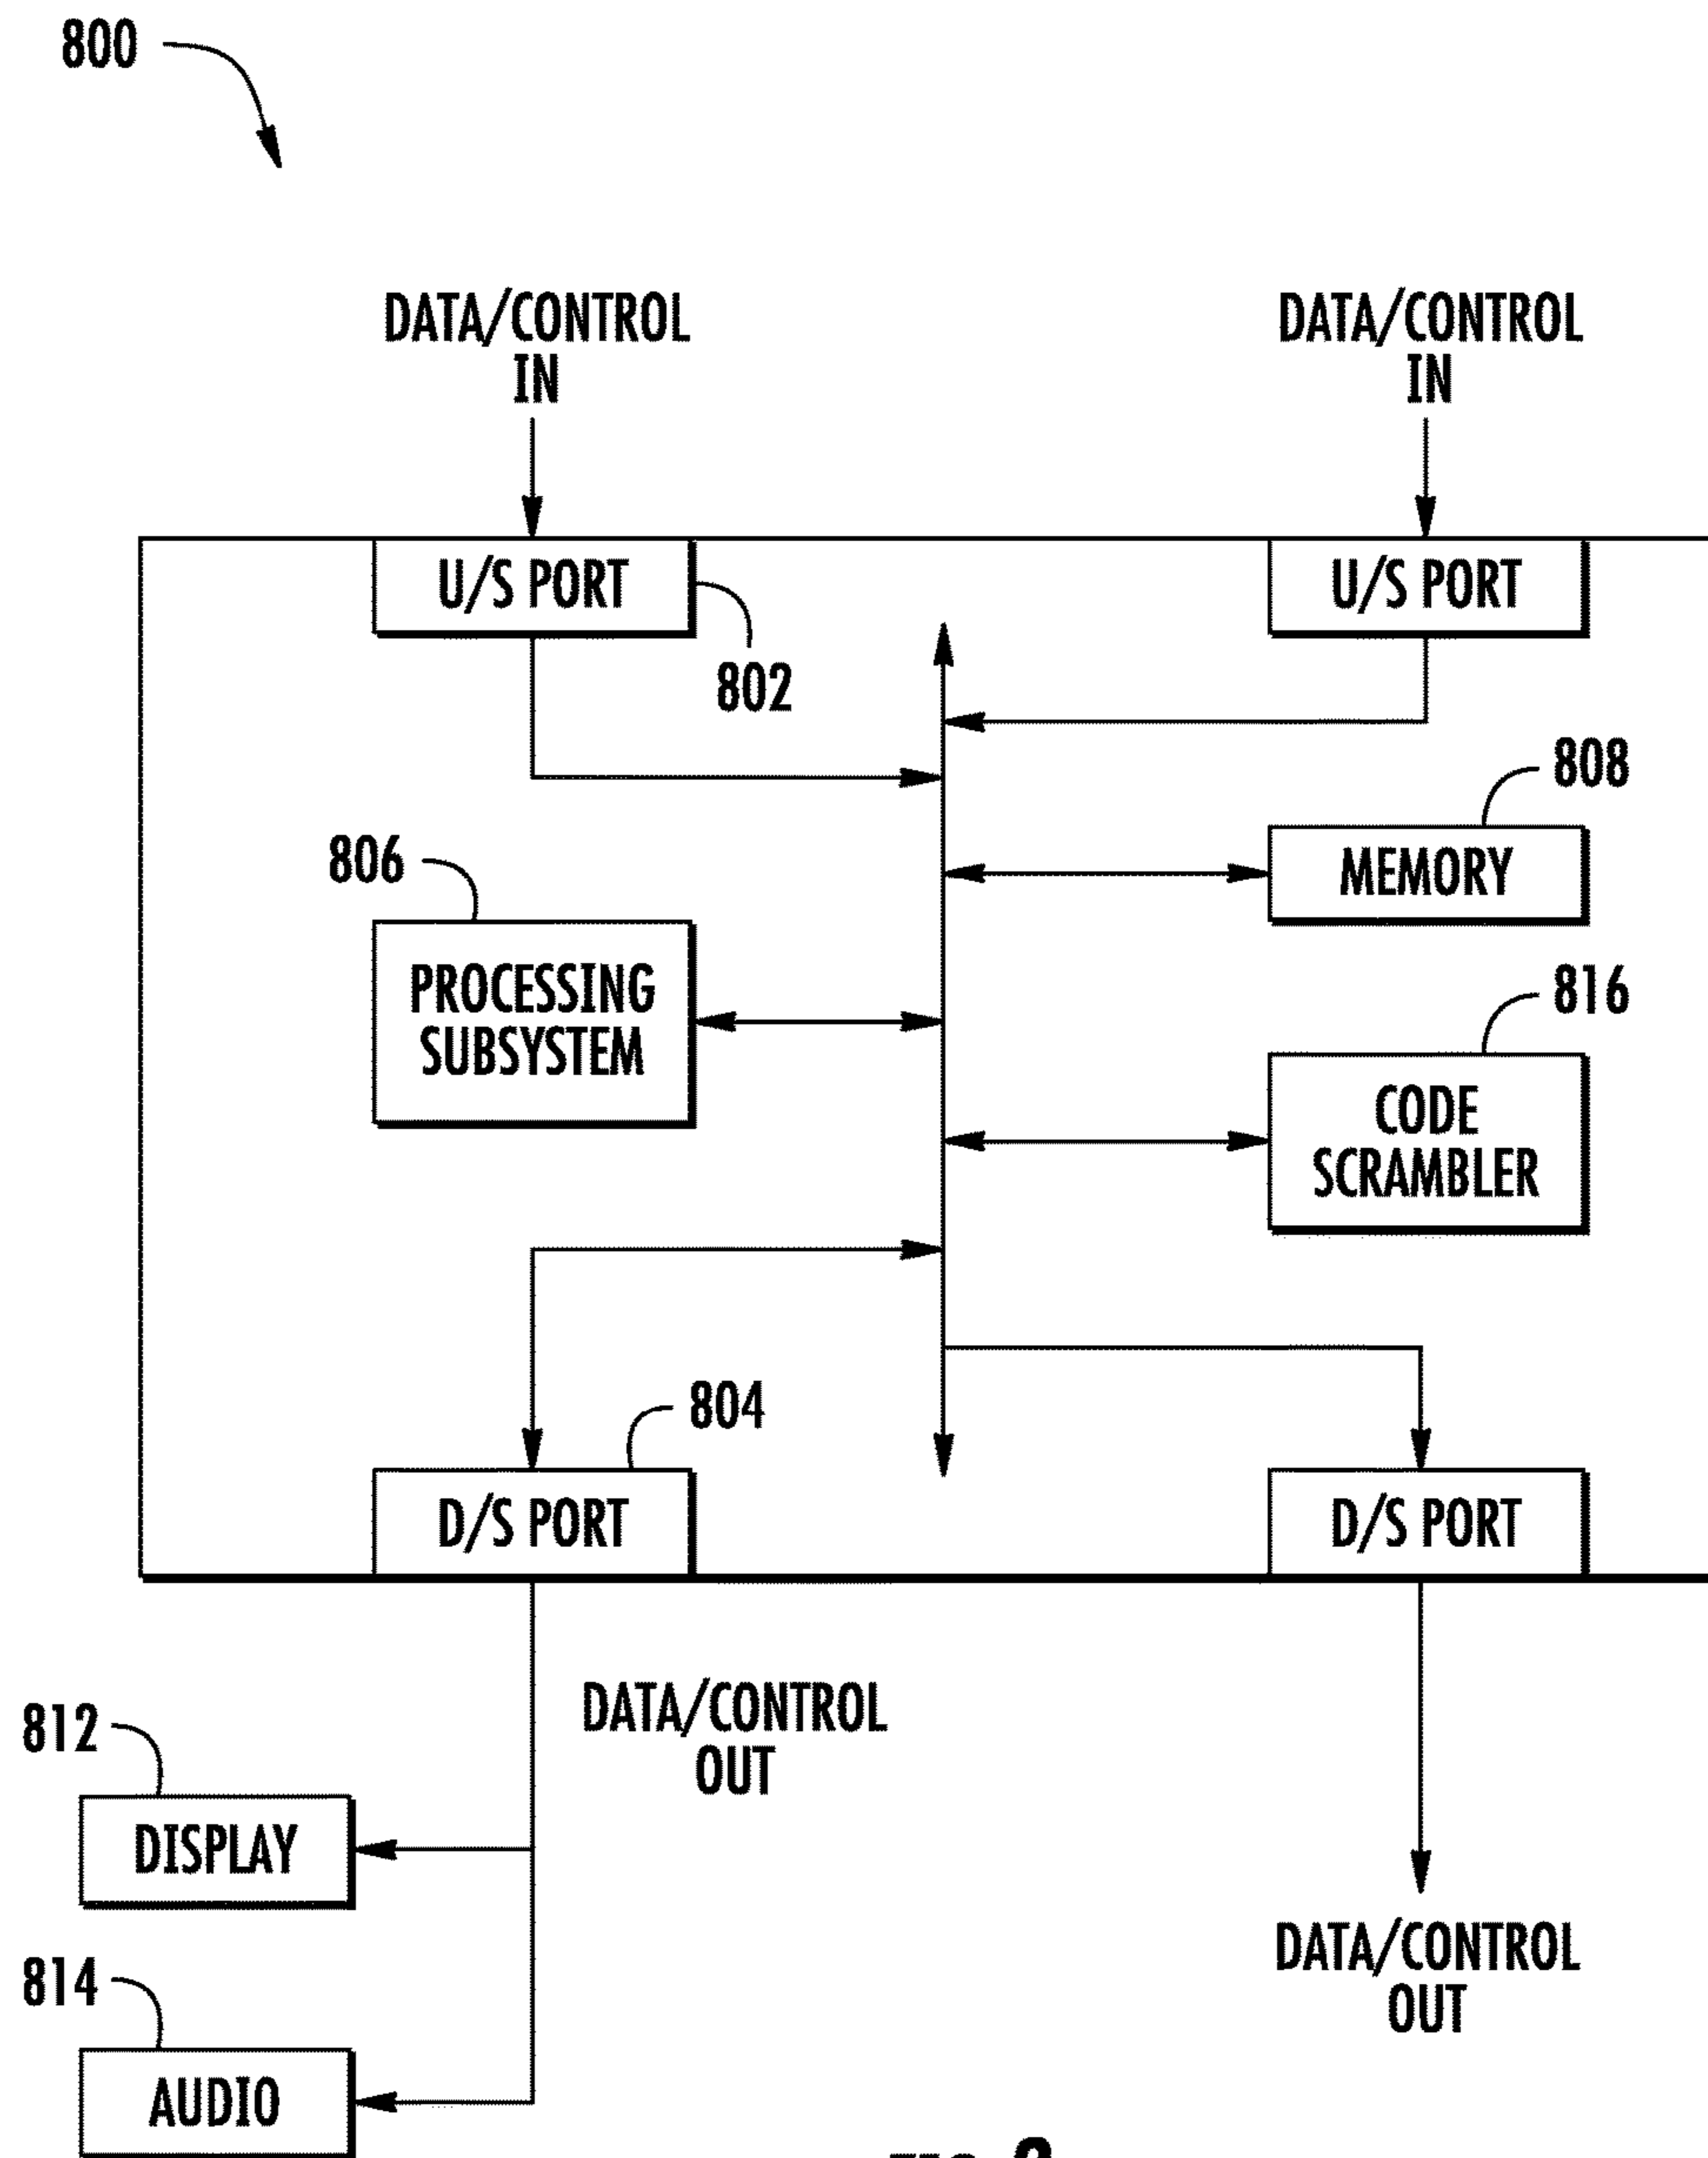 800
DATA/CONTROL
IN
DATA/CONTROL
IN
U/S PORT
U/S PORT
802
808
MEMORY
806
PROCESSING
SUBSYSTEM
816
CODE
SCRAMBLER
804
D/S PORT
D/S PORT
DATA/CONTROL
OUT
812
DISPLAY
DATA/CONTROL
OUT
814
AUDIO